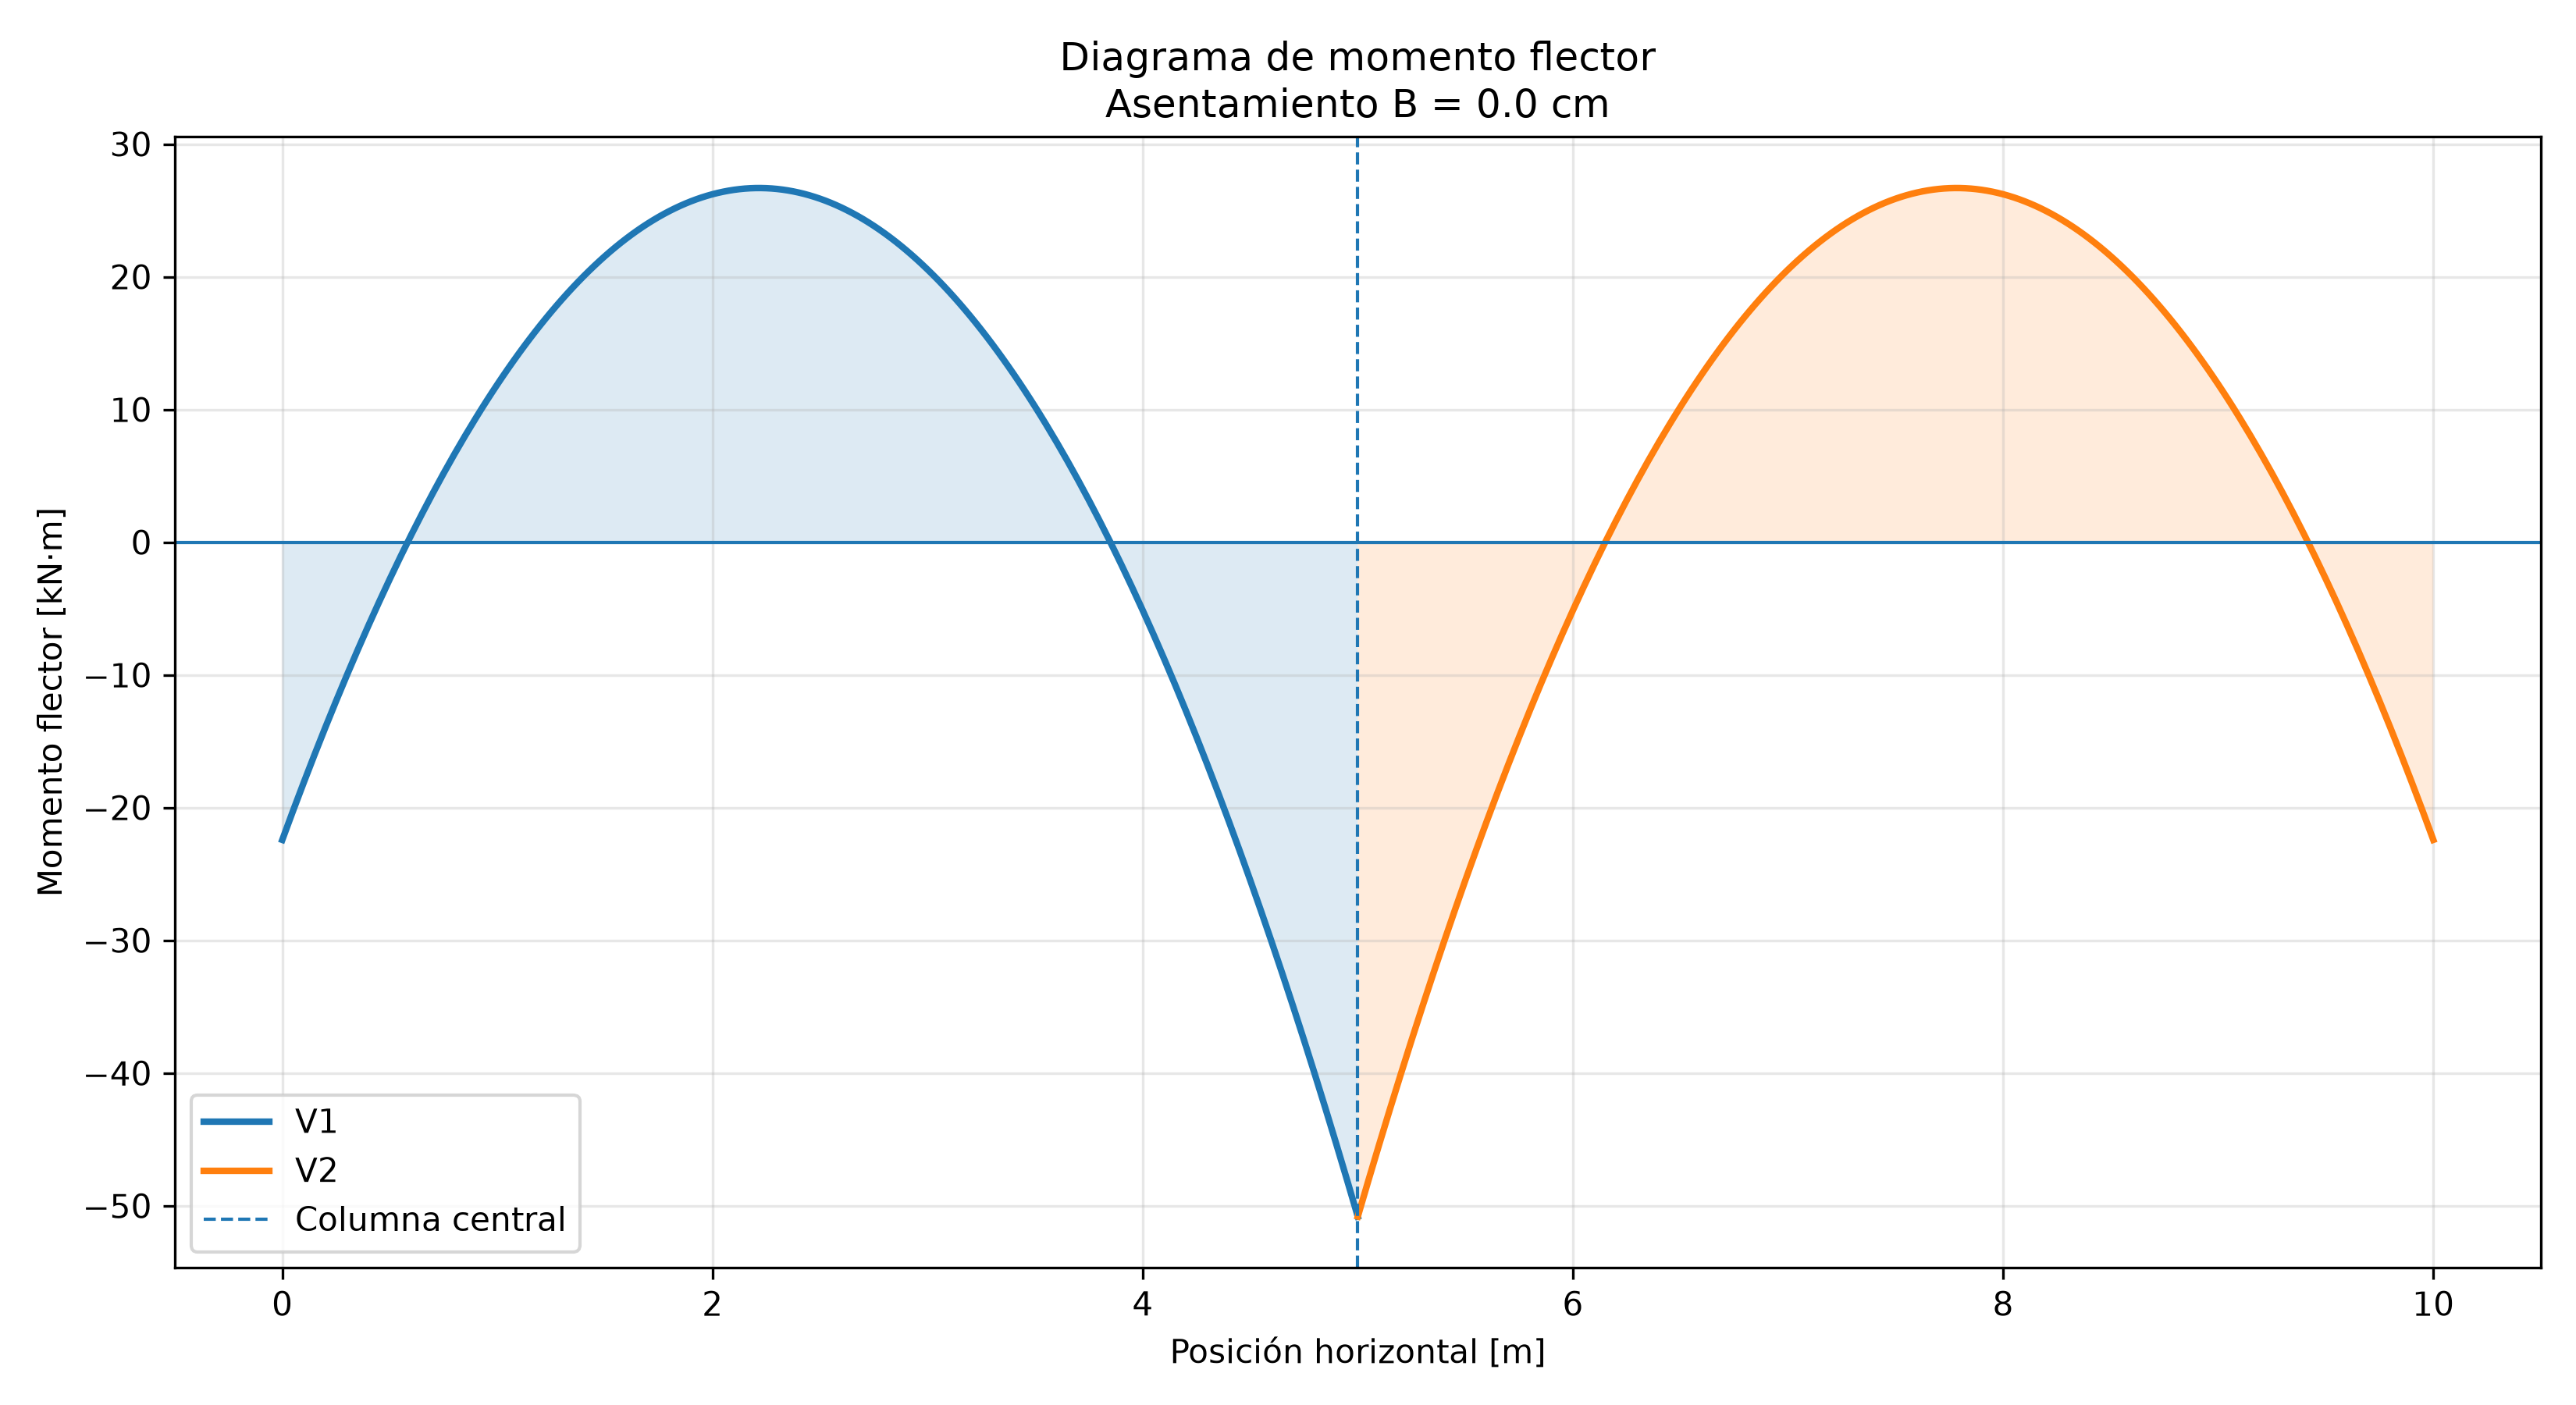 Diagrama de momento flector
Asentamiento B = 0.0 cm
30
20
10
0
−10
−20
−30
−40
−50
Momento flector [kN·m]
V1
V2
Columna central
0 2 4 6 8 10
Posición horizontal [m]